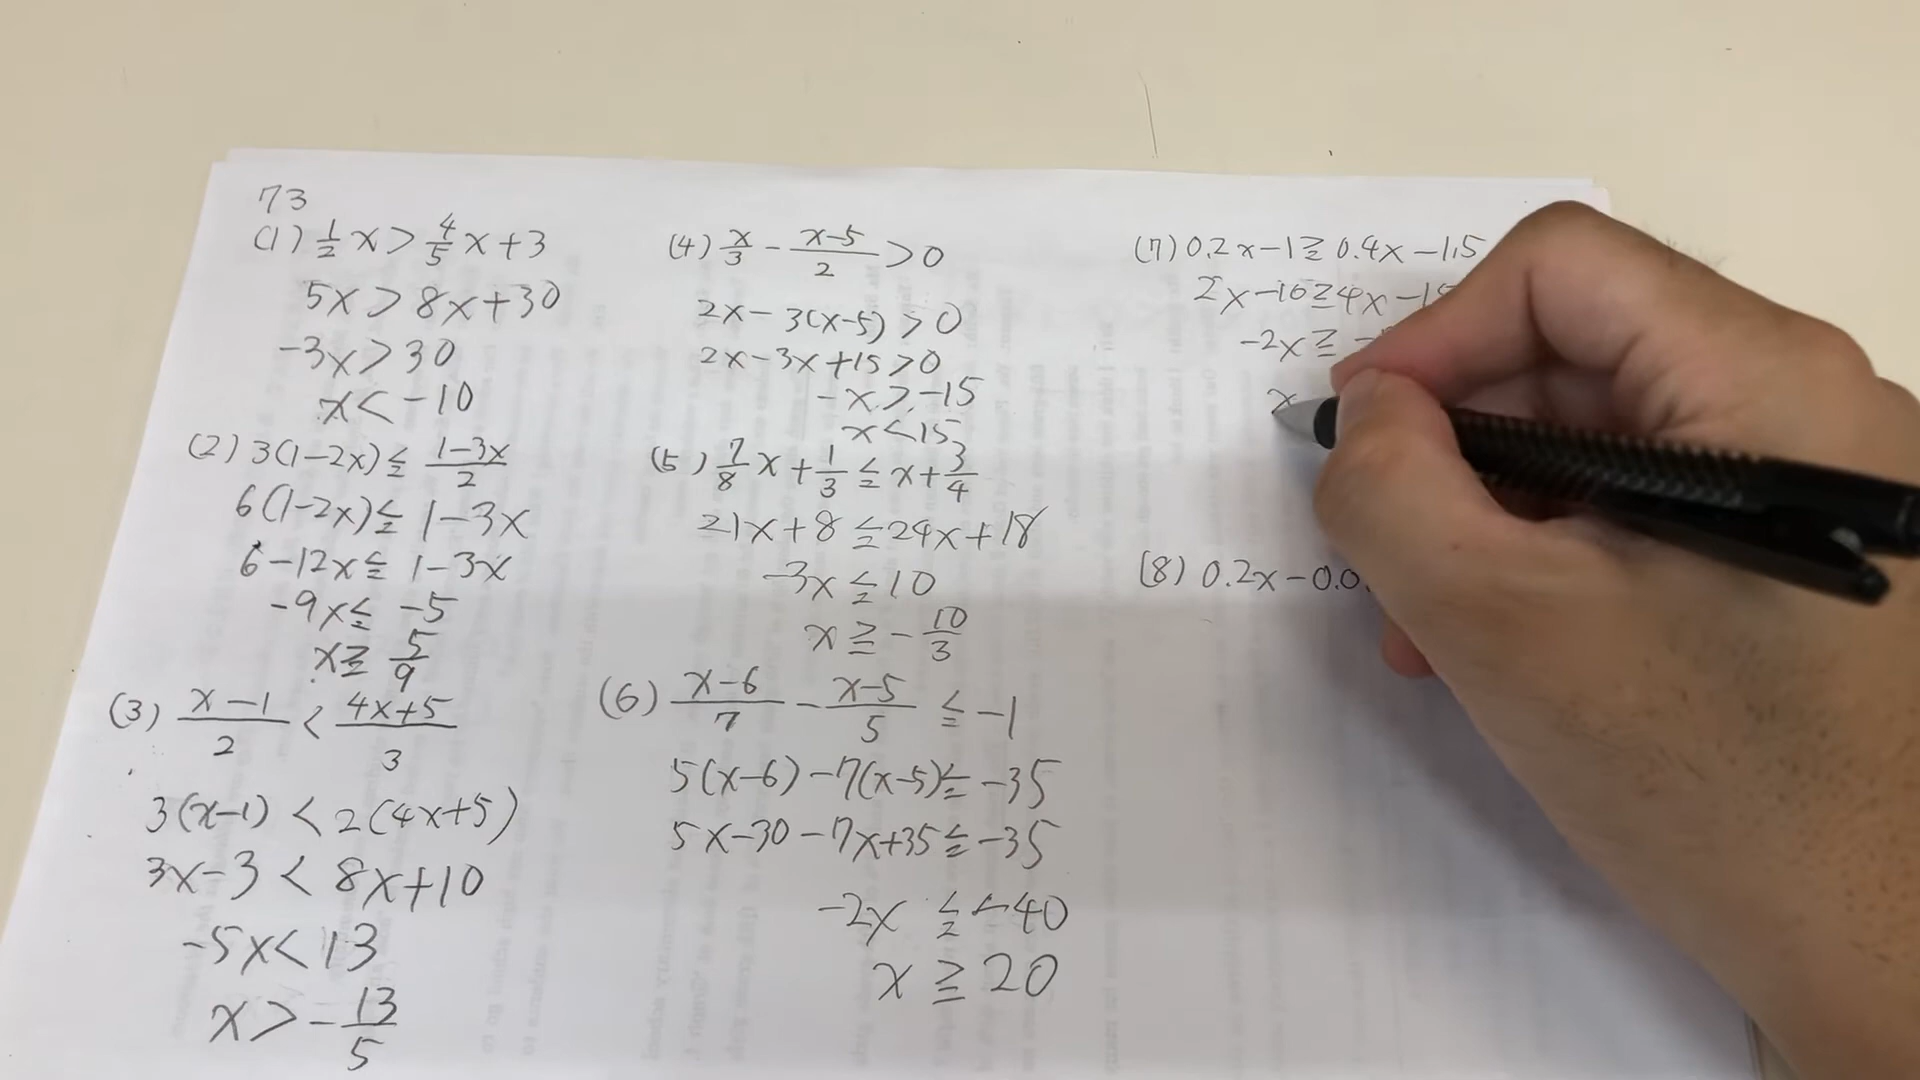 73
(1) 1/2 x > 4/5 x + 3
5x > 8x + 30
-3x > 30
x < -10
(2) 3(1-2x) ≦ (1-3x)/2
6(1-2x) ≦ 1-3x
6-12x ≦ 1-3x
-9x ≦ -5
x ≧ 5/9
(3) (x-1)/2 < (4x+5)/3
3(x-1) < 2(4x+5)
3x-3 < 8x+10
-5x < 13
x > -13/5
(4) x/3 - (x-5)/2 > 0
2x - 3(x-5) > 0
2x - 3x + 15 > 0
-x > -15
x < 15
(5) 7/8 x + 1/3 ≦ x + 3/4
21x + 8 ≦ 24x + 18
-3x ≦ 10
x ≧ -10/3
(6) (x-6)/7 - (x-5)/5 ≦ -1
5(x-6) - 7(x-5) ≦ -35
5x-30-7x+35 ≦ -35
-2x ≦ -40
x ≧ 20
(7) 0.2x - 1 ≧ 0.4x - 1.5
2x - 10 ≧ 4x - 15
-2x ≧ -
x
(8) 0.2x - 0.0